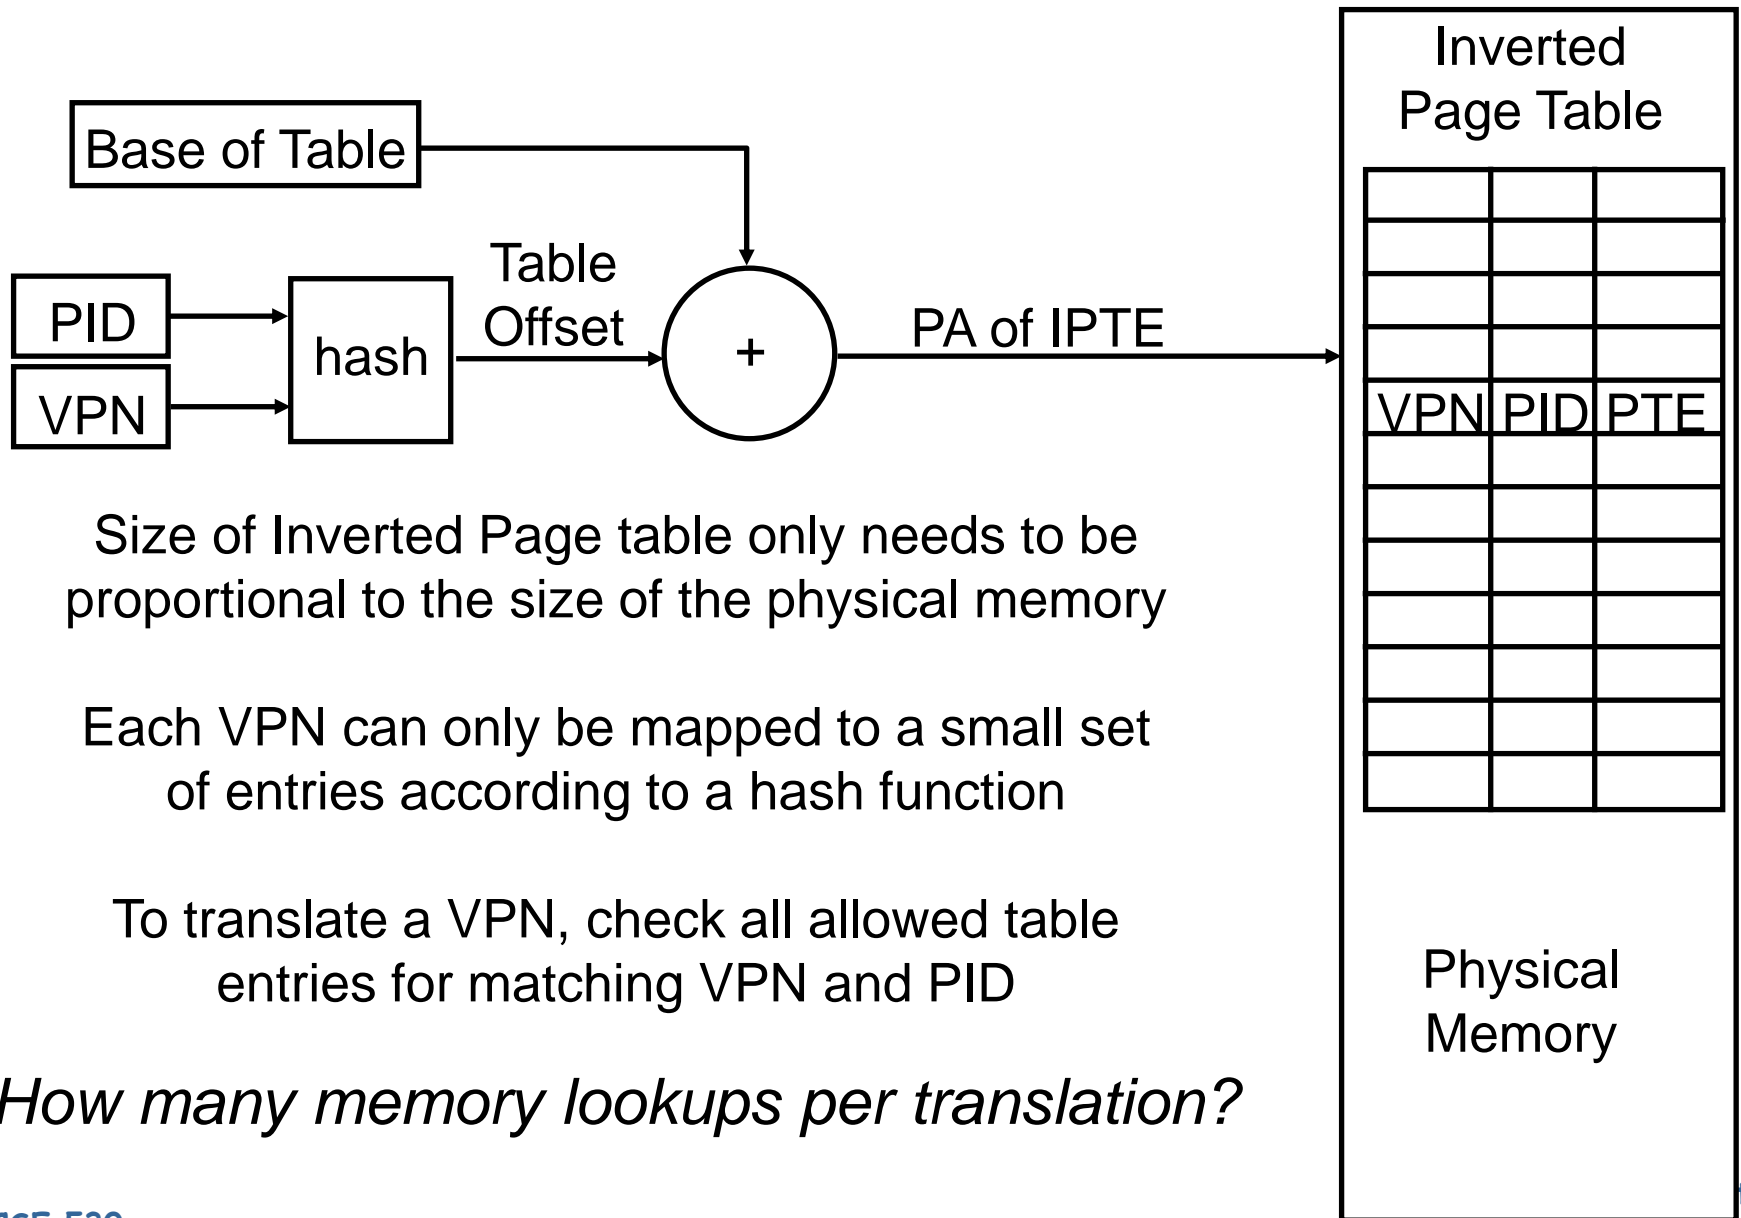 Inverted
Page Table
Base of Table
Table
Offset
PID
VPN
hash
+
PA of IPTE
VPN PID PTE
Size of Inverted Page table only needs to be
proportional to the size of the physical memory
Each VPN can only be mapped to a small set
of entries according to a hash function
To translate a VPN, check all allowed table
entries for matching VPN and PID
Physical
Memory
How many memory lookups per translation?